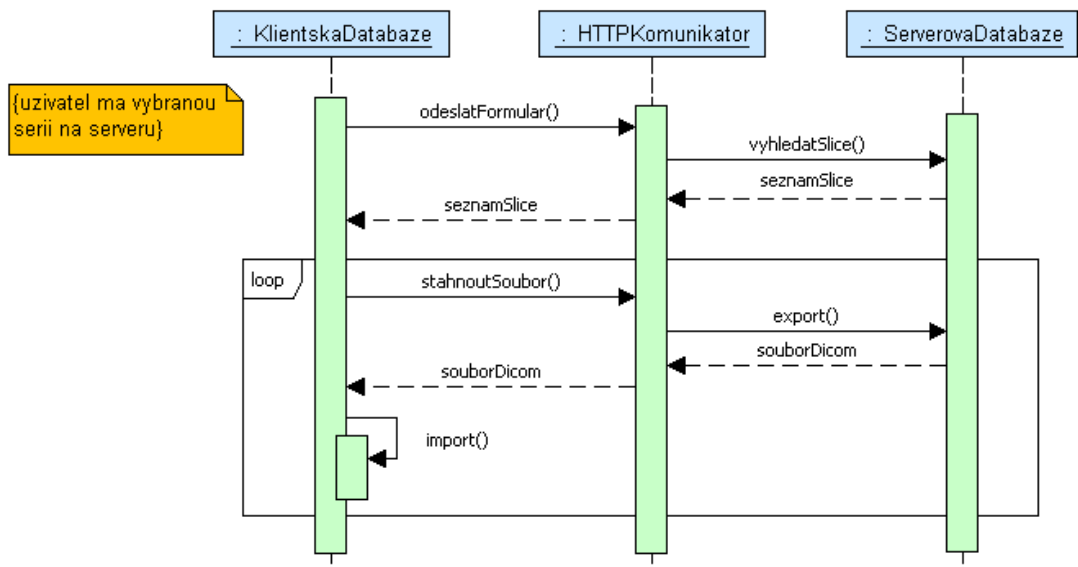 : KlientskaDatabaze
: HTTPKomunikator
: ServerovaDatabaze
{uzivatel ma vybranou
serii na serveru}
odeslatFormular()
vyhledatSlice()
seznamSlice
seznamSlice
loop
stahnoutSoubor()
export()
souborDicom
souborDicom
import()